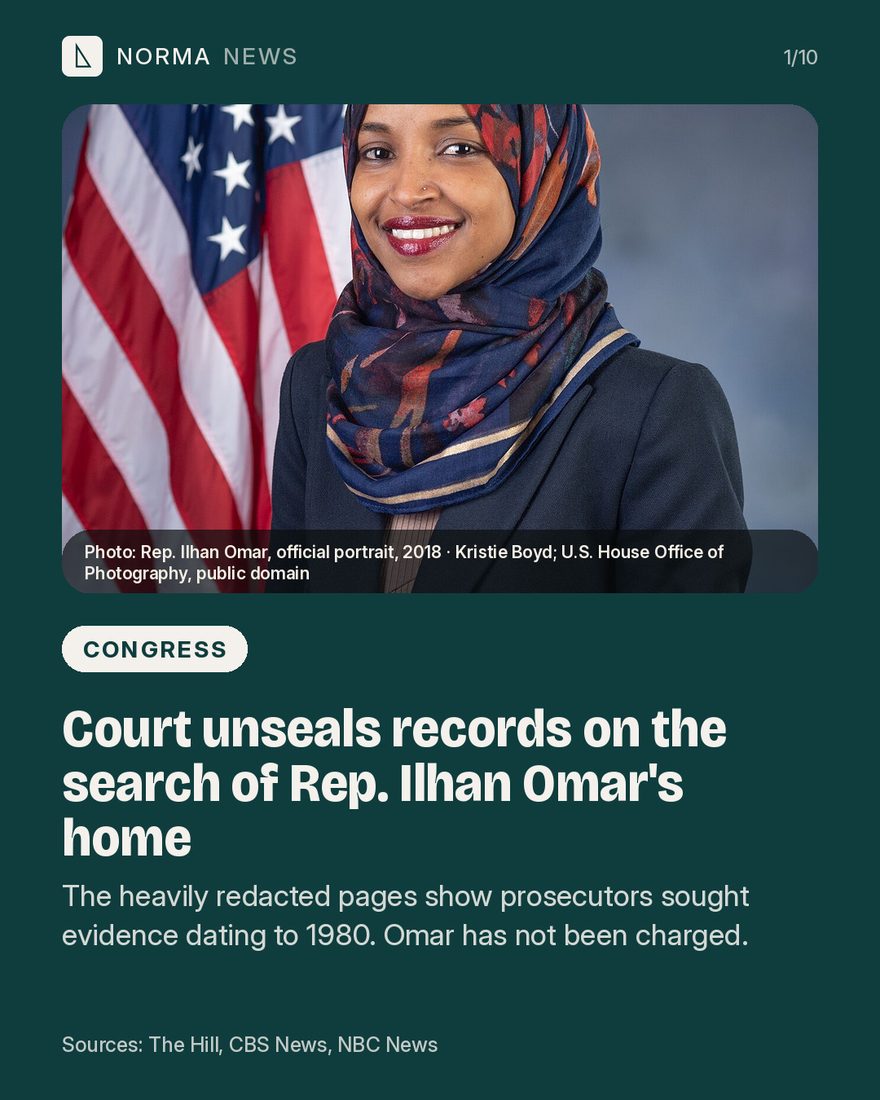 NORMA NEWS
1/10
Photo: Rep. Ilhan Omar, official portrait, 2018 · Kristie Boyd; U.S. House Office of
Photography, public domain
CONGRESS
Court unseals records on the
search of Rep. Ilhan Omar's
home
The heavily redacted pages show prosecutors sought
evidence dating to 1980. Omar has not been charged.
Sources: The Hill, CBS News, NBC News